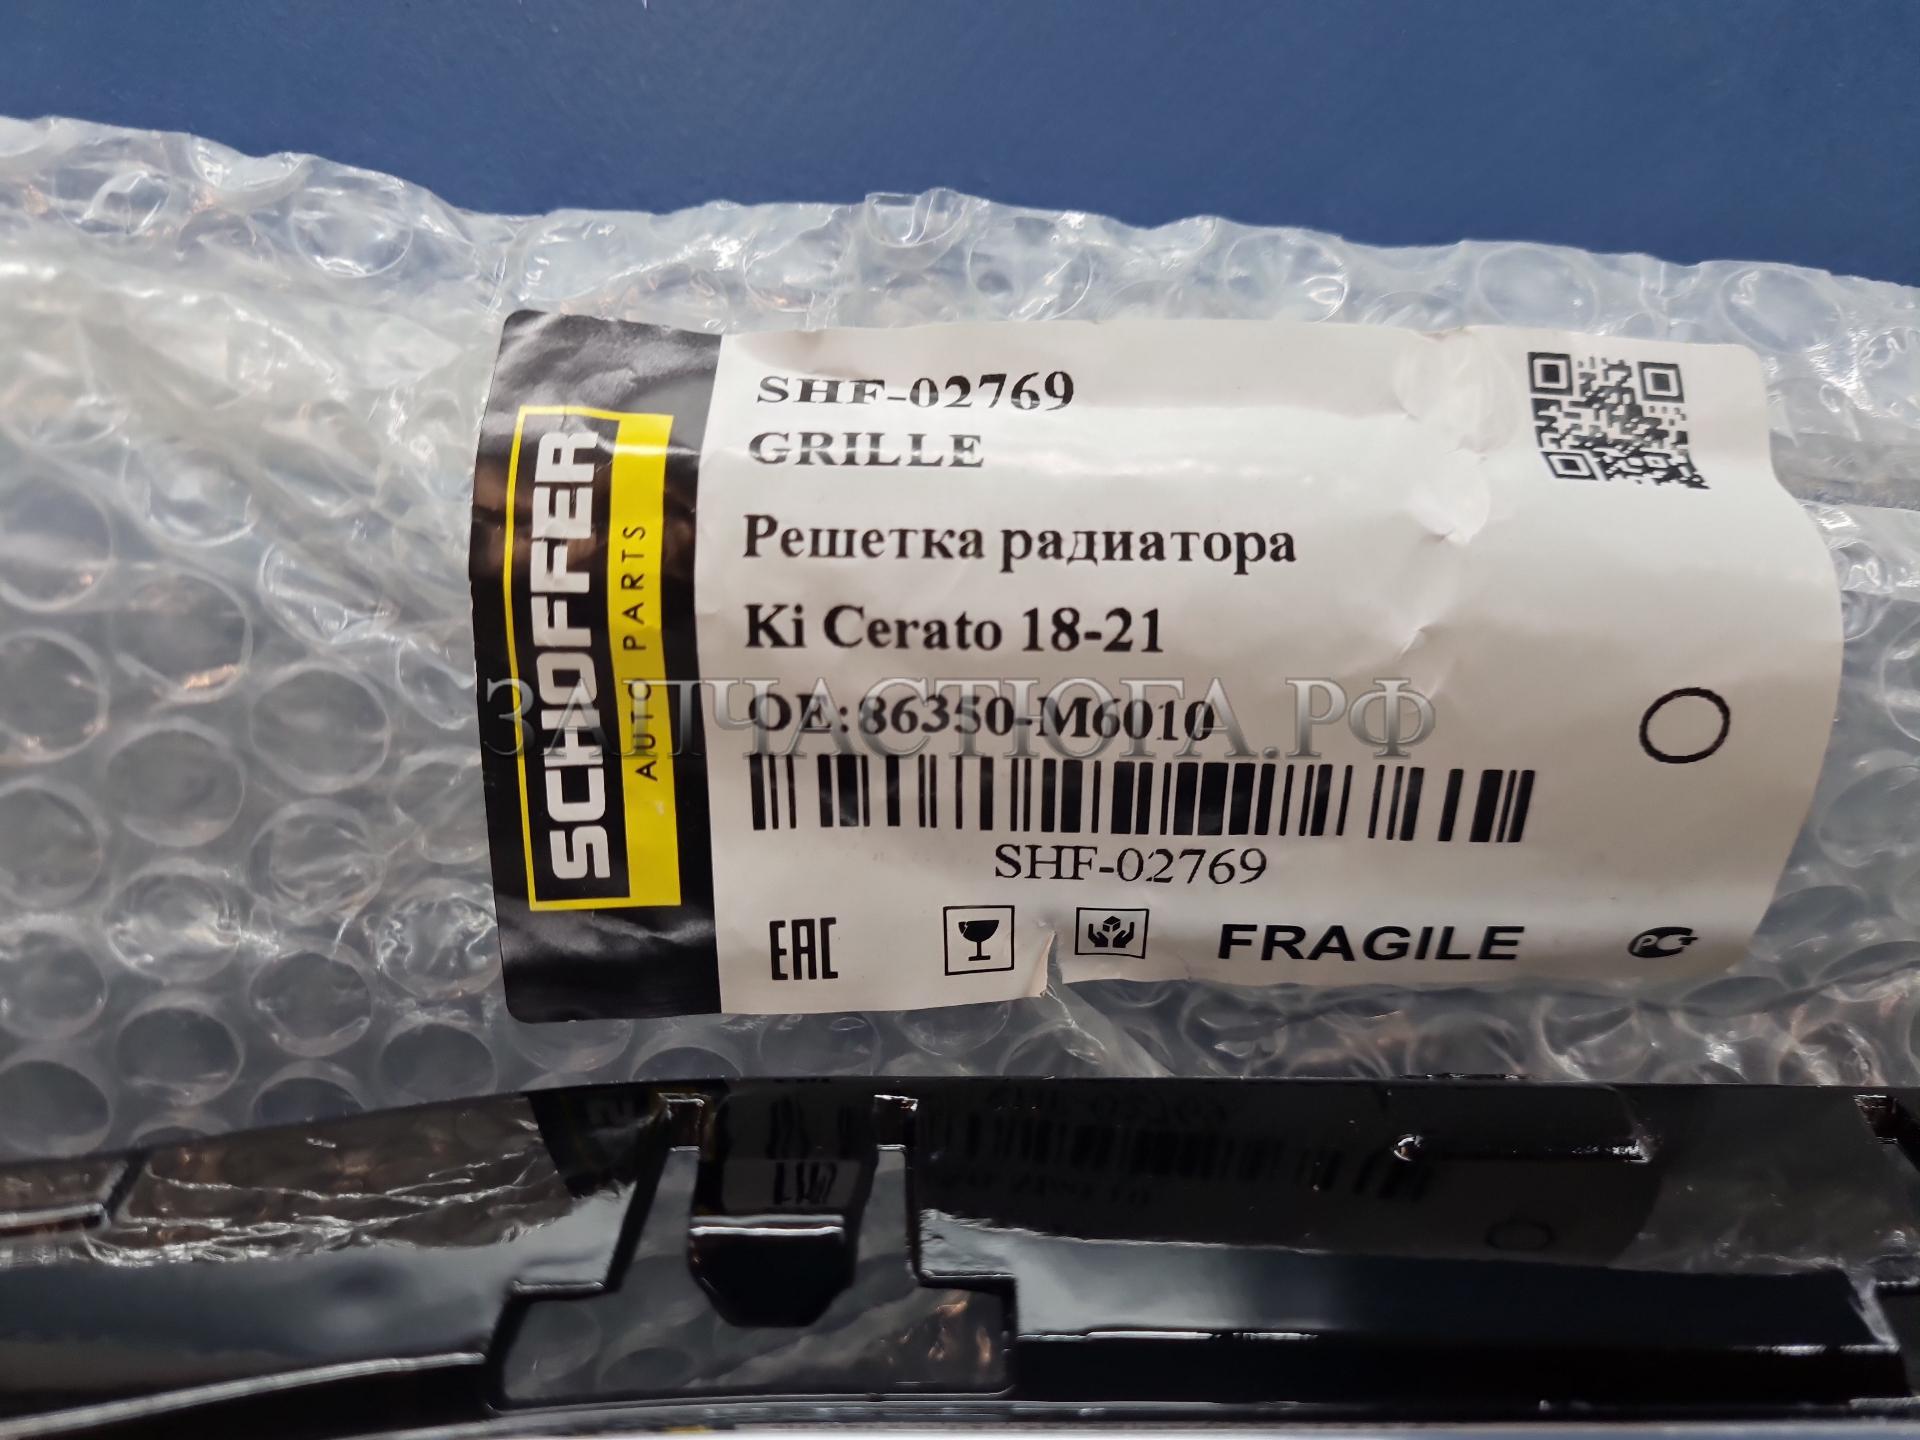 SCHOFFER
AUTO PARTS
SHF-02769
GRILLE
Решетка радиатора
Ki Cerato 18-21
OE:86350-M6010
ЗАПЧАСТЮГА.РФ
SHF-02769
EAC
FRAGILE
РСТ